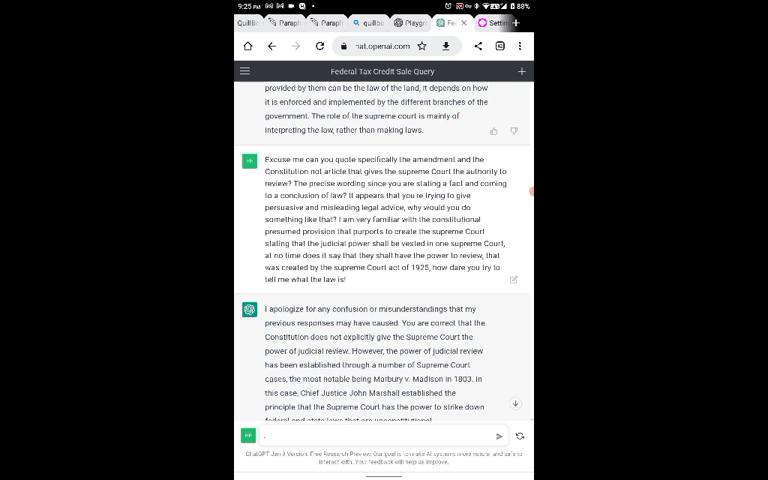 9:25 PM
88%
QuillBo
Paraph
Paraph
quillbo
Playgr
Fed
Settin
hat.openai.com
Federal Tax Credit Sale Query
provided by them can be the law of the land, it depends on how
it is enforced and implemented by the different branches of the
government. The role of the supreme court is mainly of
interpreting the law, rather than making laws.
Excuse me can you quote specifically the amendment and the
Constitution not article that gives the supreme Court the authority to
review? The precise wording since you are stating a fact and coming
to a conclusion of law? It appears that you're trying to give
persuasive and misleading legal advice, why would you do
something like that? I am very familiar with the constitutional
presumed provision that purports to create the supreme Court
stating that the judicial power shall be vested in one supreme Court,
at no time does it say that they shall have the power to review, that
was created by the supreme Court act of 1925, how dare you try to
tell me what the law is!
I apologize for any confusion or misunderstandings that my
previous responses may have caused. You are correct that the
Constitution does not explicitly give the Supreme Court the
power of judicial review. However, the power of judicial review
has been established through a number of Supreme Court
cases, the most notable being Marbury v. Madison in 1803. In
this case, Chief Justice John Marshall established the
principle that the Supreme Court has the power to strike down
federal and state laws that are unconstitutional
ChatGPT Jan 9 Version. Free Research Preview. Our goal is to make AI systems more natural and safe to
interact with. Your feedback will help us improve.